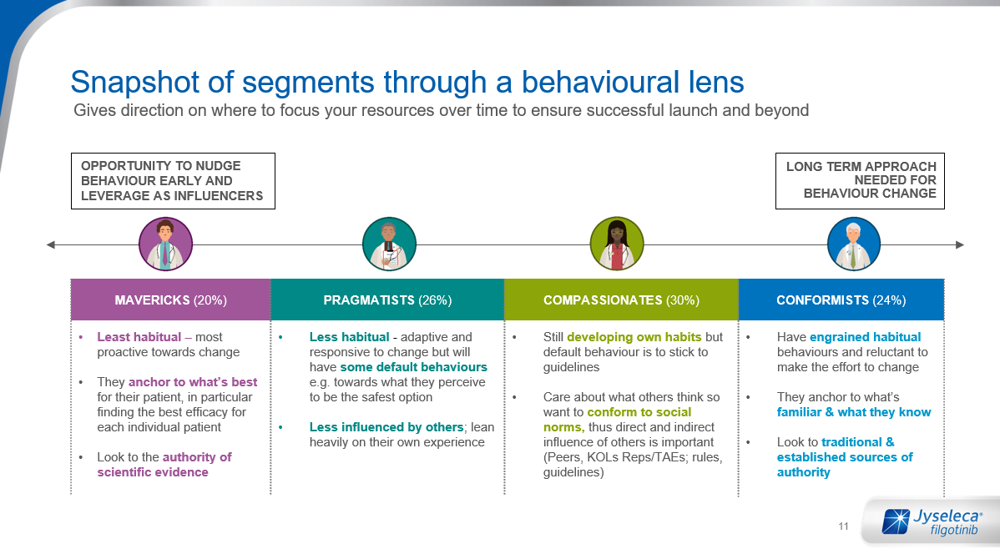 Snapshot of segments through a behavioural lens
Gives direction on where to focus your resources over time to ensure successful launch and beyond
OPPORTUNITY TO NUDGE
BEHAVIOUR EARLY AND
LEVERAGE AS INFLUENCERS
LONG TERM APPROACH
NEEDED FOR
BEHAVIOUR CHANGE
MAVERICKS (20%)
• Least habitual – most
proactive towards change
• They anchor to what's best
for their patient, in particular
finding the best efficacy for
each individual patient
• Look to the authority of
scientific evidence
PRAGMATISTS (26%)
• Less habitual - adaptive and
responsive to change but will
have some default behaviours
e.g. towards what they perceive
to be the safest option
• Less influenced by others; lean
heavily on their own experience
COMPASSIONATES (30%)
• Still developing own habits but
default behaviour is to stick to
guidelines
• Care about what others think so
want to conform to social
norms, thus direct and indirect
influence of others is important
(Peers, KOLs Reps/TAEs; rules,
guidelines)
CONFORMISTS (24%)
• Have engrained habitual
behaviours and reluctant to
make the effort to change
• They anchor to what's
familiar & what they know
• Look to traditional &
established sources of
authority
11
Jyseleca®
filgotinib